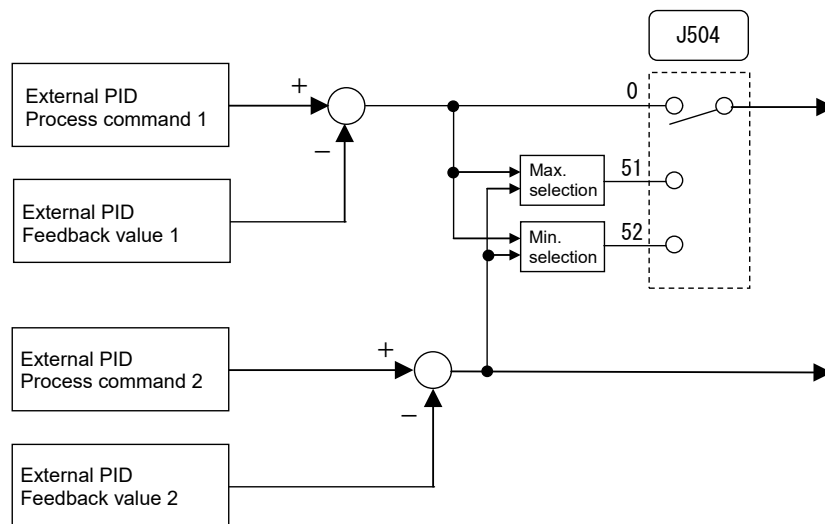 J504
External PID
Process command 1
+
−
0
External PID
Feedback value 1
Max.
selection
51
Min.
selection
52
External PID
Process command 2
+
−
External PID
Feedback value 2